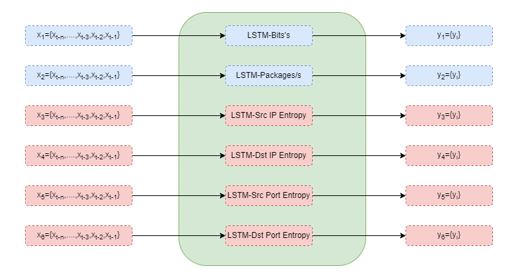 x₁={xₜ₋ₙ,....,xₜ₋₃,xₜ₋₂,xₜ₋₁} LSTM-Bits's y₁={yₜ}
x₂={xₜ₋ₙ,....,xₜ₋₃,xₜ₋₂,xₜ₋₁} LSTM-Packages/s y₂={yₜ}
x₃={xₜ₋ₙ,....,xₜ₋₃,xₜ₋₂,xₜ₋₁} LSTM-Src IP Entropy y₃={yₜ}
x₄={xₜ₋ₙ,....,xₜ₋₃,xₜ₋₂,xₜ₋₁} LSTM-Dst IP Entropy y₄={yₜ}
x₅={xₜ₋ₙ,....,xₜ₋₃,xₜ₋₂,xₜ₋₁} LSTM-Src Port Entropy y₅={yₜ}
x₆={xₜ₋ₙ,....,xₜ₋₃,xₜ₋₂,xₜ₋₁} LSTM-Dst Port Entropy y₆={yₜ}